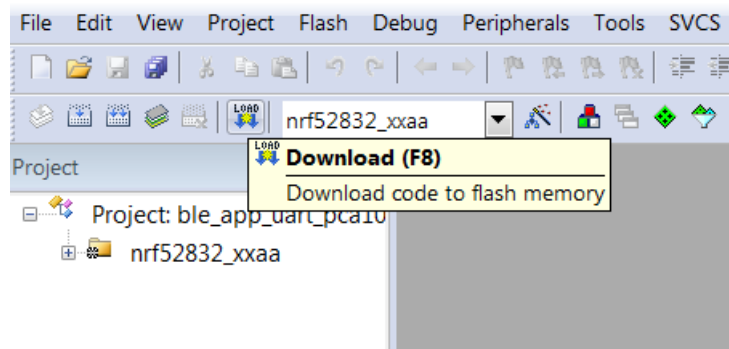 File Edit View Project Flash Debug Peripherals Tools SVCS
LOAD nrf52832_xxaa
LOAD Download (F8)
Project
Download code to flash memory
Project: ble_app_uart_pca10
nrf52832_xxaa